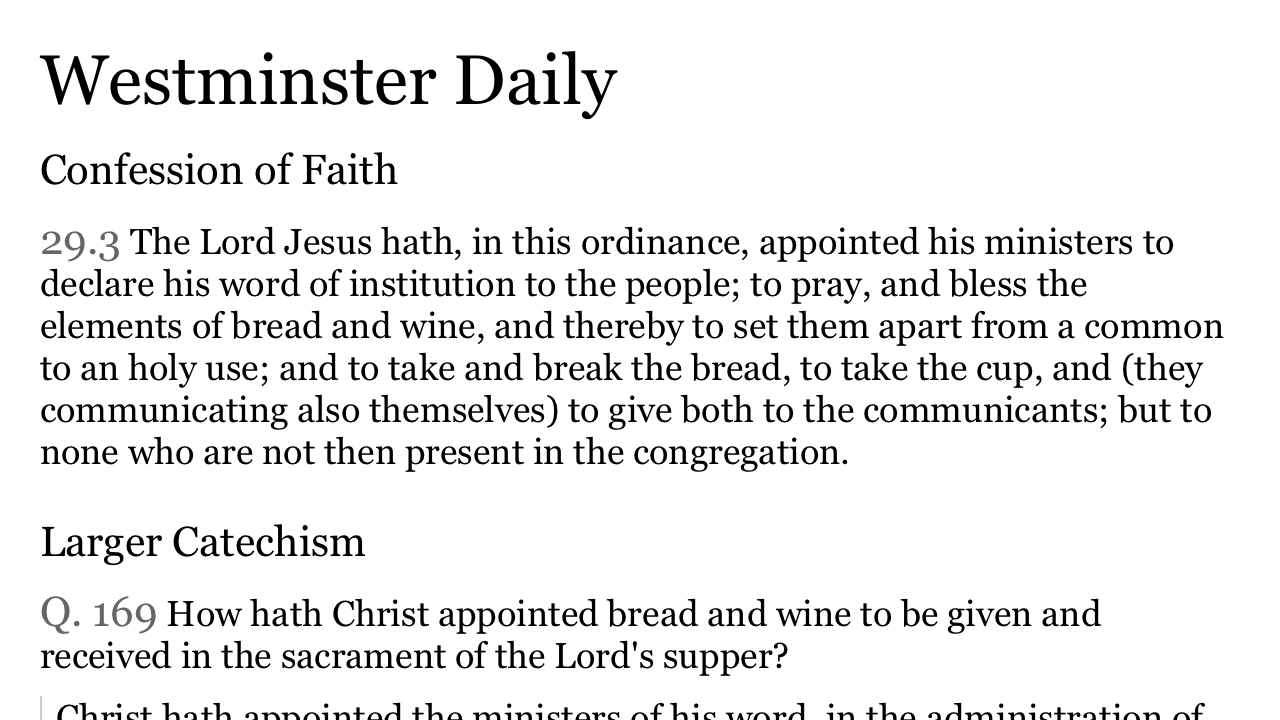 Westminster Daily
Confession of Faith
29.3 The Lord Jesus hath, in this ordinance, appointed his ministers to
declare his word of institution to the people; to pray, and bless the
elements of bread and wine, and thereby to set them apart from a common
to an holy use; and to take and break the bread, to take the cup, and (they
communicating also themselves) to give both to the communicants; but to
none who are not then present in the congregation.
Larger Catechism
Q. 169 How hath Christ appointed bread and wine to be given and
received in the sacrament of the Lord's supper?
Christ hath appointed the ministers of his word, in the administration of